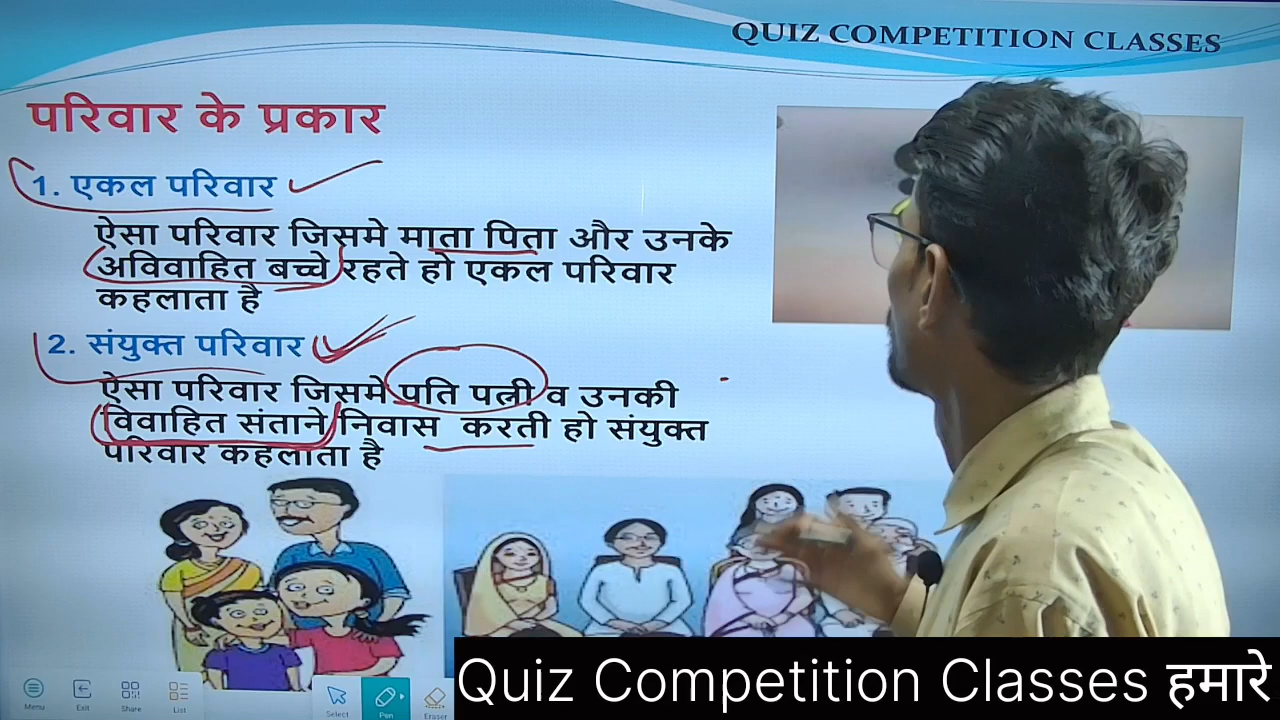 QUIZ COMPETITION CLASSES
परिवार के प्रकार
1. एकल परिवार
ऐसा परिवार जिसमे माता पिता और उनके
अविवाहित बच्चे रहते हो एकल परिवार
कहलाता है
2. संयुक्त परिवार
ऐसा परिवार जिसमे पति पत्नी व उनकी
विवाहित संताने निवास करती हो संयुक्त
परिवार कहलाता है
Menu Exit Share List Select Pen Eraser
Quiz Competition Classes हमारे